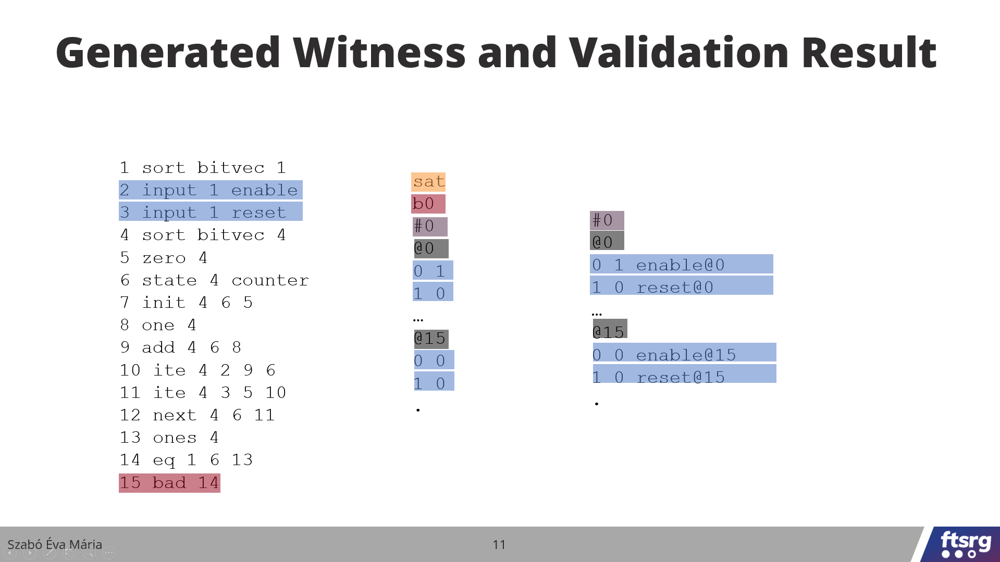 Generated Witness and Validation Result
1 sort bitvec 1
2 input 1 enable
3 input 1 reset
4 sort bitvec 4
5 zero 4
6 state 4 counter
7 init 4 6 5
8 one 4
9 add 4 6 8
10 ite 4 2 9 6
11 ite 4 3 5 10
12 next 4 6 11
13 ones 4
14 eq 1 6 13
15 bad 14
sat
b0
#0
@0
0 1
1 0
…
@15
0 0
1 0
.
#0
@0
0 1 enable@0
1 0 reset@0
…
@15
0 0 enable@15
1 0 reset@15
.
Szabó Éva Mária
11
ftsrg